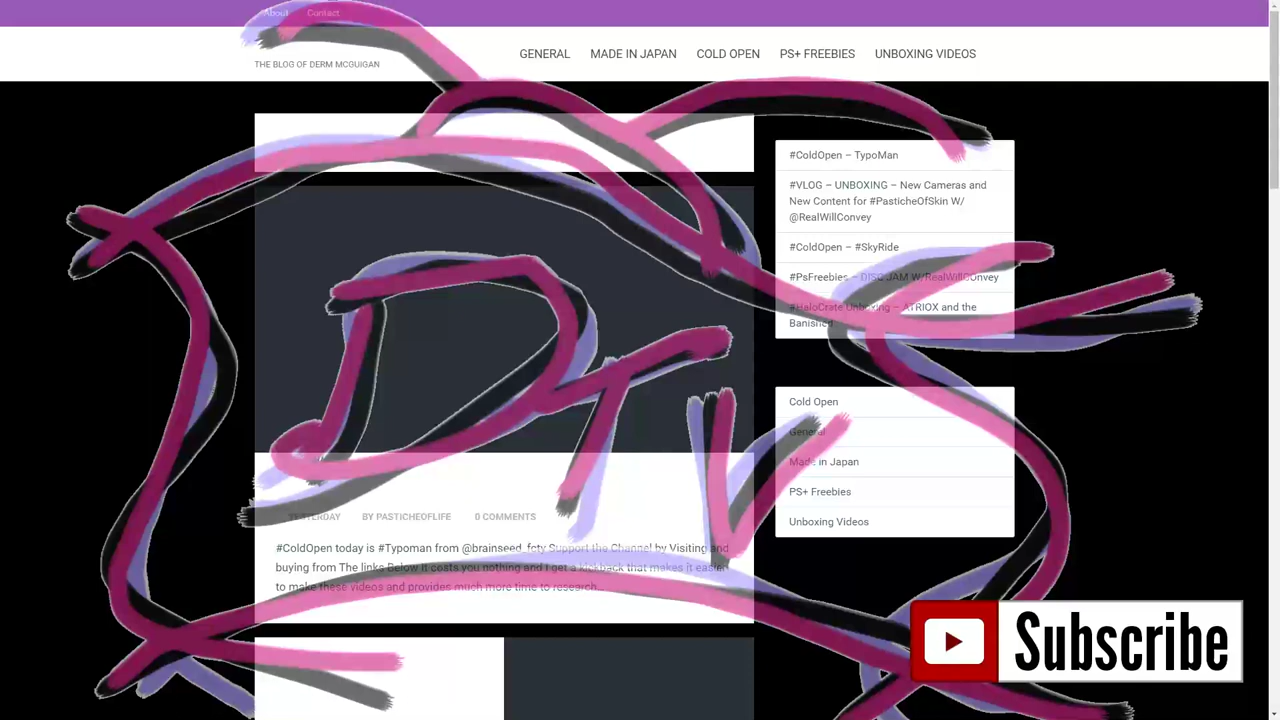 About Contact
THE BLOG OF DERM MCGUIGAN
GENERAL MADE IN JAPAN COLD OPEN PS+ FREEBIES UNBOXING VIDEOS
#ColdOpen – TypoMan
#VLOG – UNBOXING – New Cameras and
New Content for #PasticheOfSkin W/
@RealWillConvey
#ColdOpen – #SkyRide
#PsFreebies – DISC JAM W/RealWillConvey
#HaloCrate Unboxing – ATRIOX and the
Banished
DTV
Cold Open
General
Made in Japan
PS+ Freebies
Unboxing Videos
YESTERDAY BY PASTICHEOFLIFE 0 COMMENTS
#ColdOpen today is #Typoman from @brainseed_fcty Support the Channel by Visiting and
buying from The links Below It costs you nothing and I get a kickback that makes it easier
to make these videos and provides much more time to research...
Subscribe